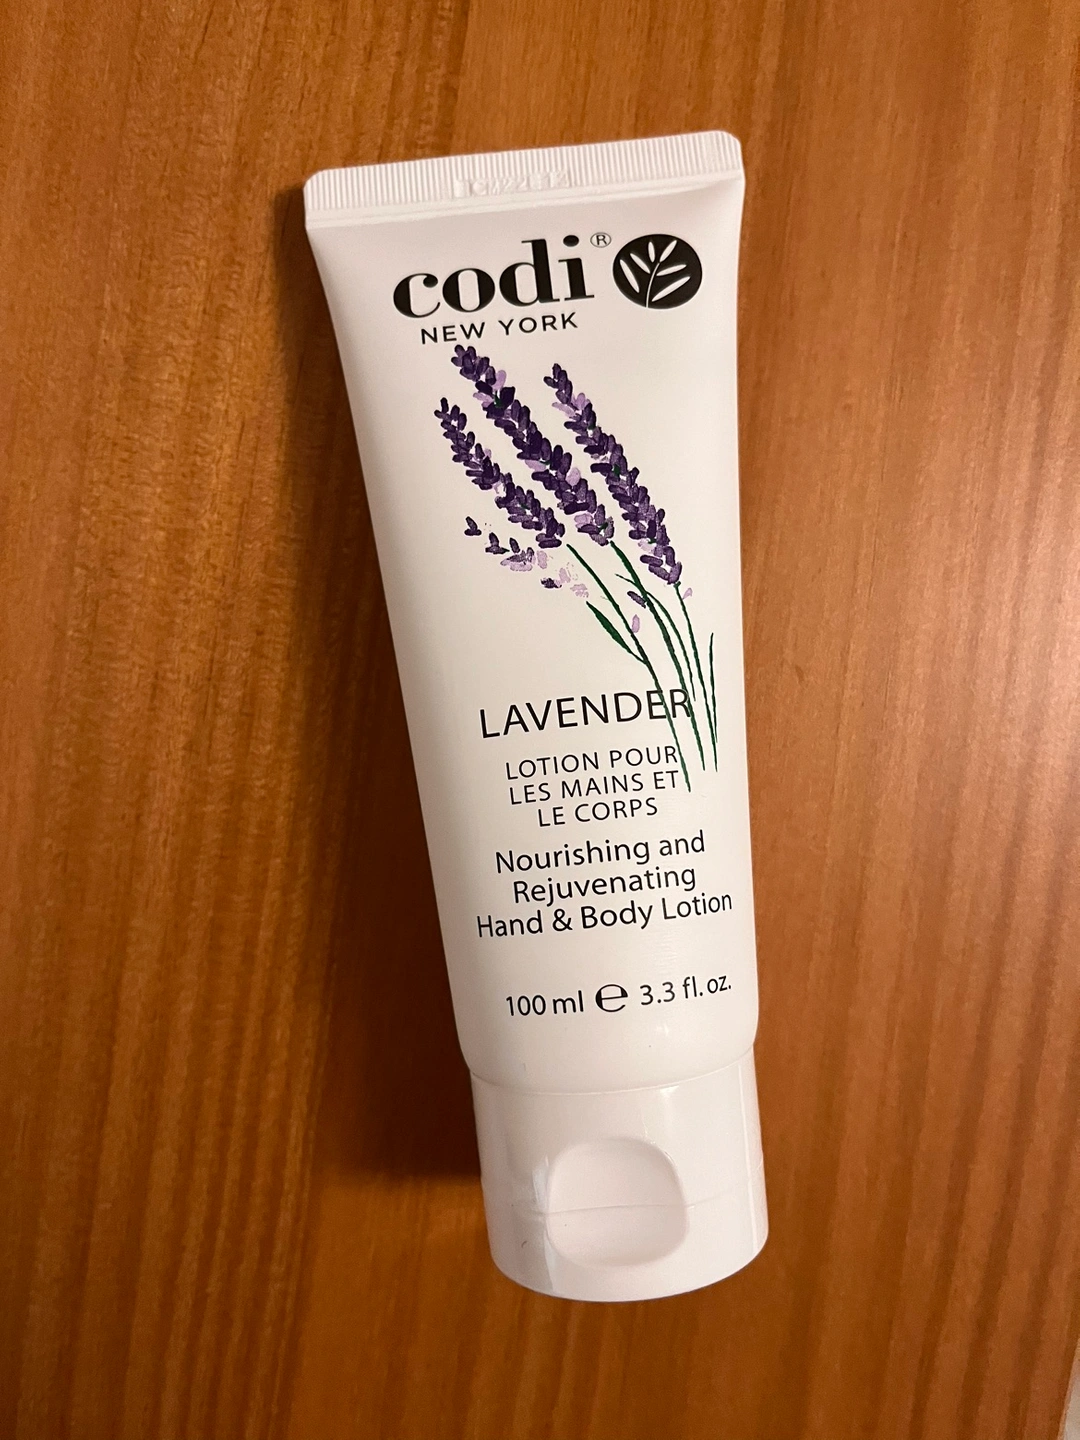 codi®
NEW YORK
LAVENDER
LOTION POUR
LES MAINS ET
LE CORPS
Nourishing and
Rejuvenating
Hand & Body Lotion
100 ml ℮ 3.3 fl. oz.